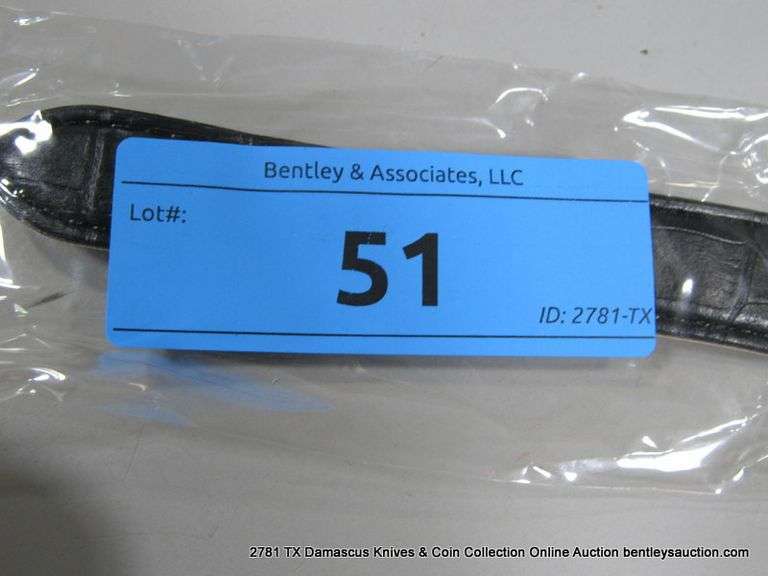 Bentley & Associates, LLC
Lot#:
51
ID: 2781-TX
2781 TX Damascus Knives & Coin Collection Online Auction bentleysauction.com